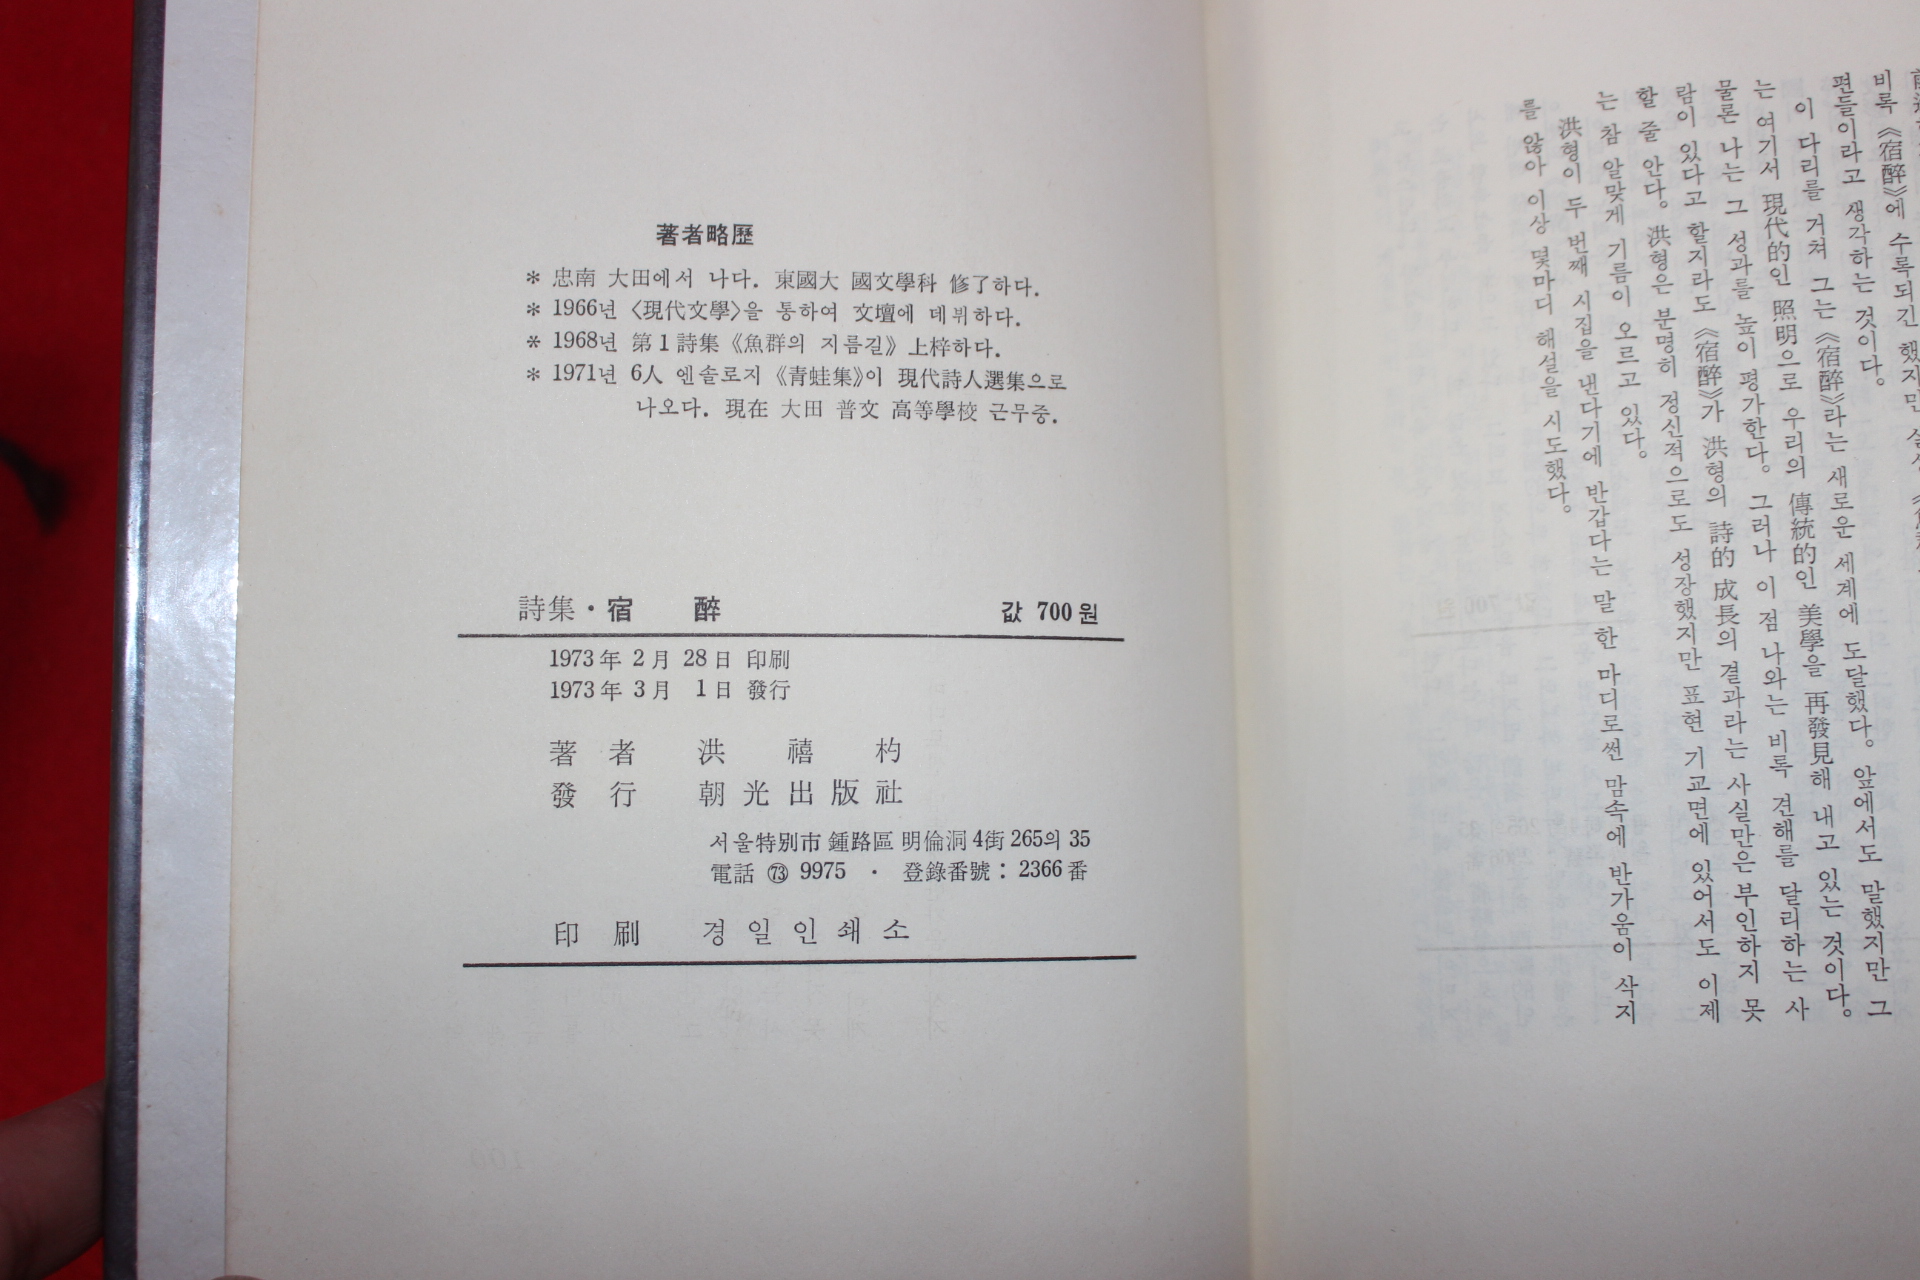 著者略歷
* 忠南 大田에서 나다. 東國大 國文學科 修了하다.
* 1966년 〈現代文學〉을 통하여 文壇에 데뷔하다.
* 1968년 第1詩集《魚群의 지름길》上梓하다.
* 1971년 6人 엔솔로지《青蛙集》이 現代詩人選集으로
나오다. 現在 大田 普文 高等學校 근무중.
詩集·宿 醉 값 700원
1973年 2月 28日 印刷
1973年 3月 1日 發行
著 者 洪 禧 杓
發 行 朝光出版社
서울特別市 鍾路區 明倫洞 4街 265의 35
電話 ㉝ 9975 · 登錄番號: 2366番
印 刷 경일인쇄소
비록《宿醉》에 수록되긴 했지만
편들이라고 생각하는 것이다.
이 다리를 거쳐 그는《宿醉》라는 새로운 세계에 도달했다. 앞에서도 말했지만 그
는 여기서 現代的인 照明으로 우리의 傳統的인 美學을 再發見해 내고 있는 것이다.
물론 나는 그 성과를 높이 평가한다. 그러나 이 점 나와는 비록 견해를 달리하는 사
람이 있다고 할지라도《宿醉》가 洪형의 詩的 成長의 결과라는 사실만은 부인하지 못
할 줄 안다. 洪형은 분명히 정신적으로도 성장했지만 표현 기교면에 있어서도 이제
는 참 알맞게 기름이 오르고 있다.
洪형이 두 번째 시집을 낸다기에 반갑다는 말 한 마디로 썬 맘속에 반가움이 삭지
를 않아 이상 몇마디 해설을 시도했다.